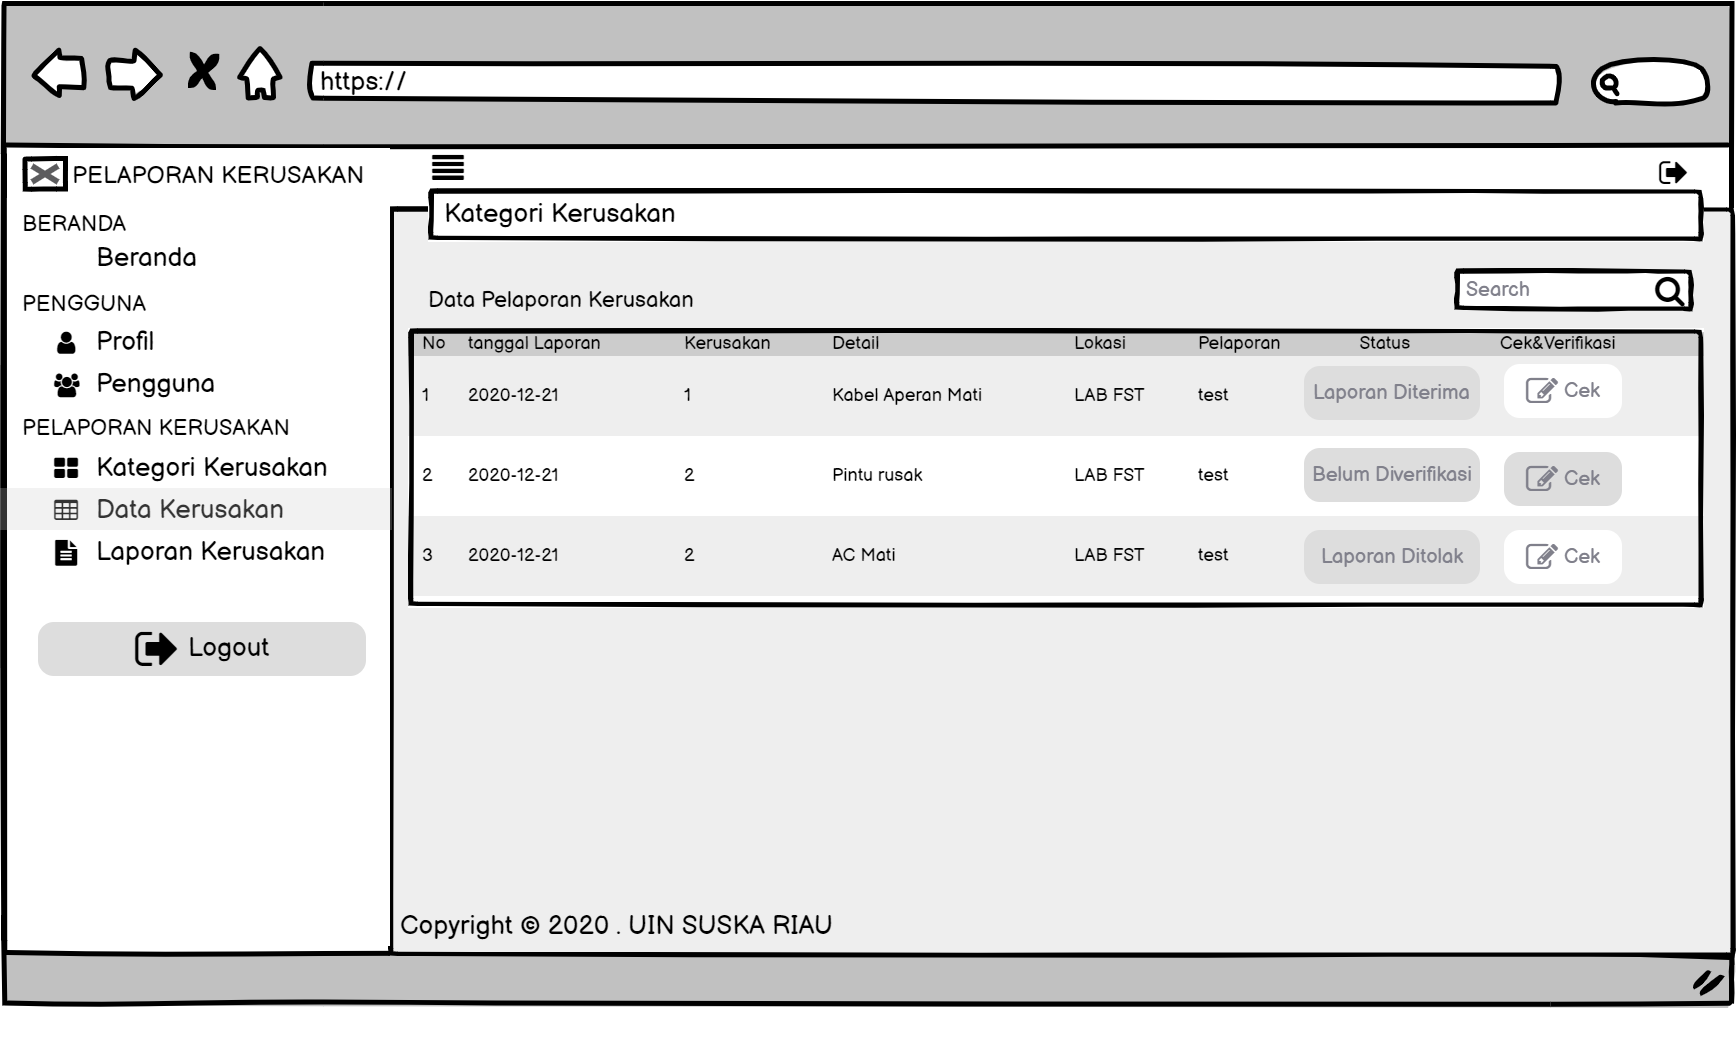 https://
PELAPORAN KERUSAKAN
BERANDA
Beranda
PENGGUNA
Profil
Pengguna
PELAPORAN KERUSAKAN
Kategori Kerusakan
Data Kerusakan
Laporan Kerusakan
Logout
Kategori Kerusakan
Data Pelaporan Kerusakan
Search
No tanggal Laporan Kerusakan Detail Lokasi Pelaporan Status Cek&Verifikasi
1 2020-12-21 1 Kabel Aperan Mati LAB FST test Laporan Diterima Cek
2 2020-12-21 2 Pintu rusak LAB FST test Belum Diverifikasi Cek
3 2020-12-21 2 AC Mati LAB FST test Laporan Ditolak Cek
Copyright © 2020 . UIN SUSKA RIAU